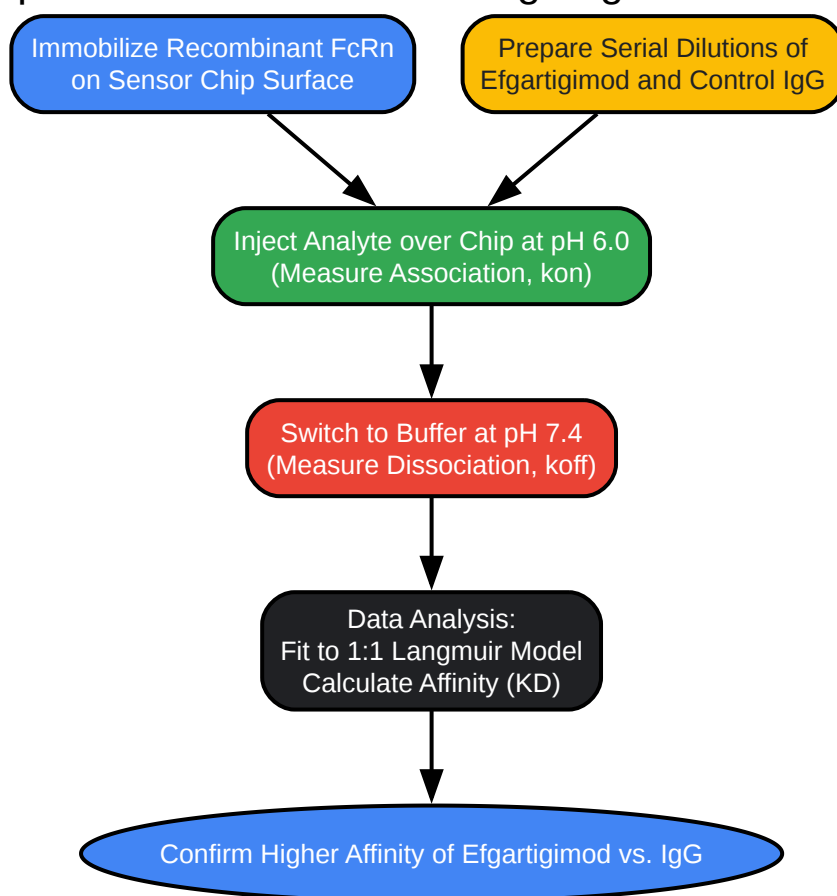 Immobilize Recombinant FcRn
on Sensor Chip Surface
Prepare Serial Dilutions of
Efgartigimod and Control IgG
Inject Analyte over Chip at pH 6.0
(Measure Association, kon)
Switch to Buffer at pH 7.4
(Measure Dissociation, koff)
Data Analysis:
Fit to 1:1 Langmuir Model
Calculate Affinity (KD)
Confirm Higher Affinity of Efgartigimod vs. IgG